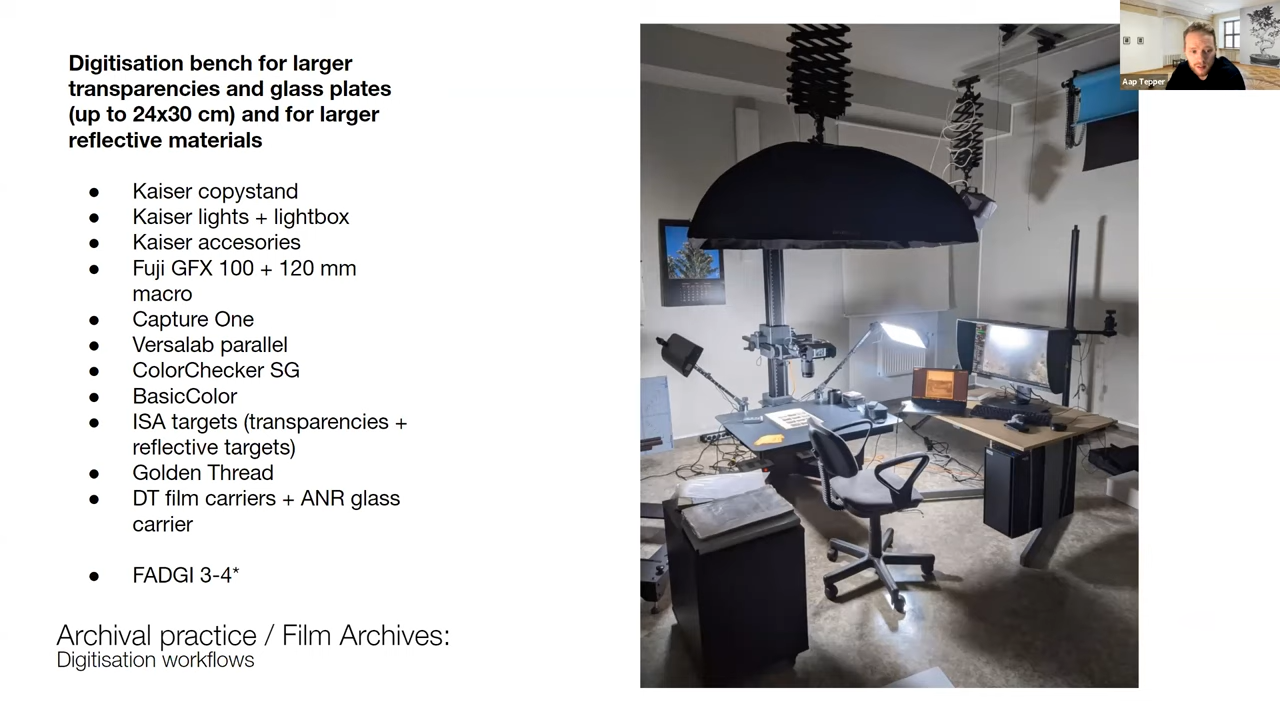 Digitisation bench for larger
transparencies and glass plates
(up to 24x30 cm) and for larger
reflective materials
● Kaiser copystand
● Kaiser lights + lightbox
● Kaiser accesories
● Fuji GFX 100 + 120 mm
macro
● Capture One
● Versalab parallel
● ColorChecker SG
● BasicColor
● ISA targets (transparencies +
reflective targets)
● Golden Thread
● DT film carriers + ANR glass
carrier
● FADGI 3-4*
Archival practice / Film Archives:
Digitisation workflows
Aap Tepper